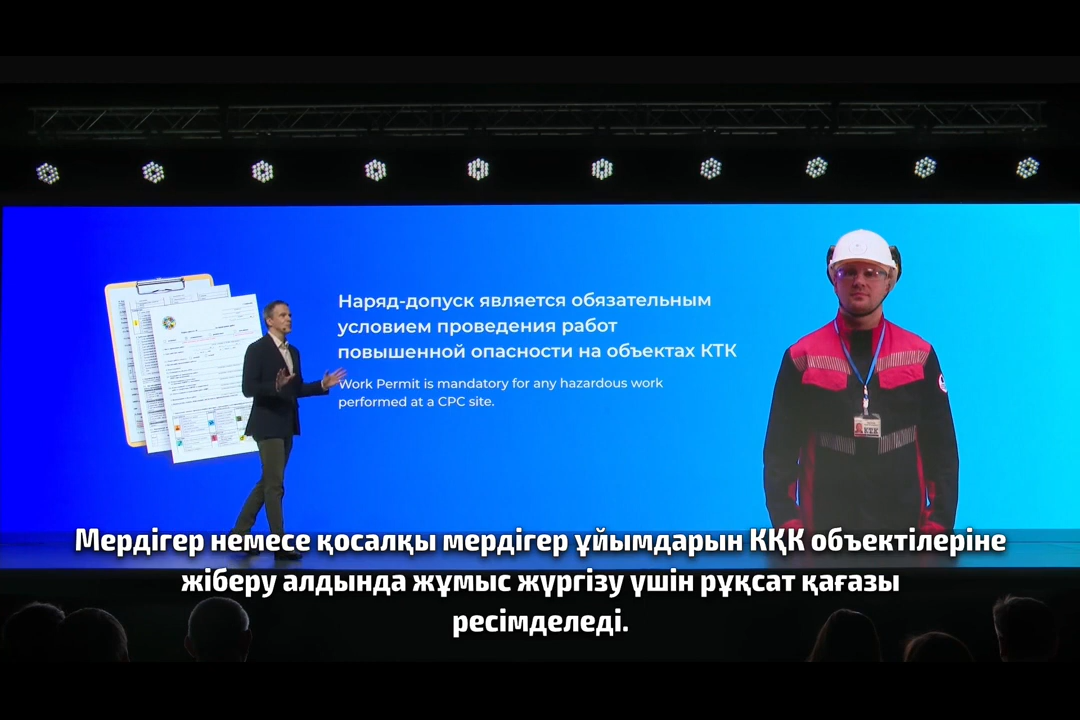 Наряд-допуск является обязательным
условием проведения работ
повышенной опасности на объектах КТК
Work Permit is mandatory for any hazardous work
performed at a CPC site.
КТК
Мердігер немесе қосалқы мердігер ұйымдарын КҚК объектілеріне
жіберу алдында жұмыс жүргізу үшін рұқсат қағазы
ресімделеді.